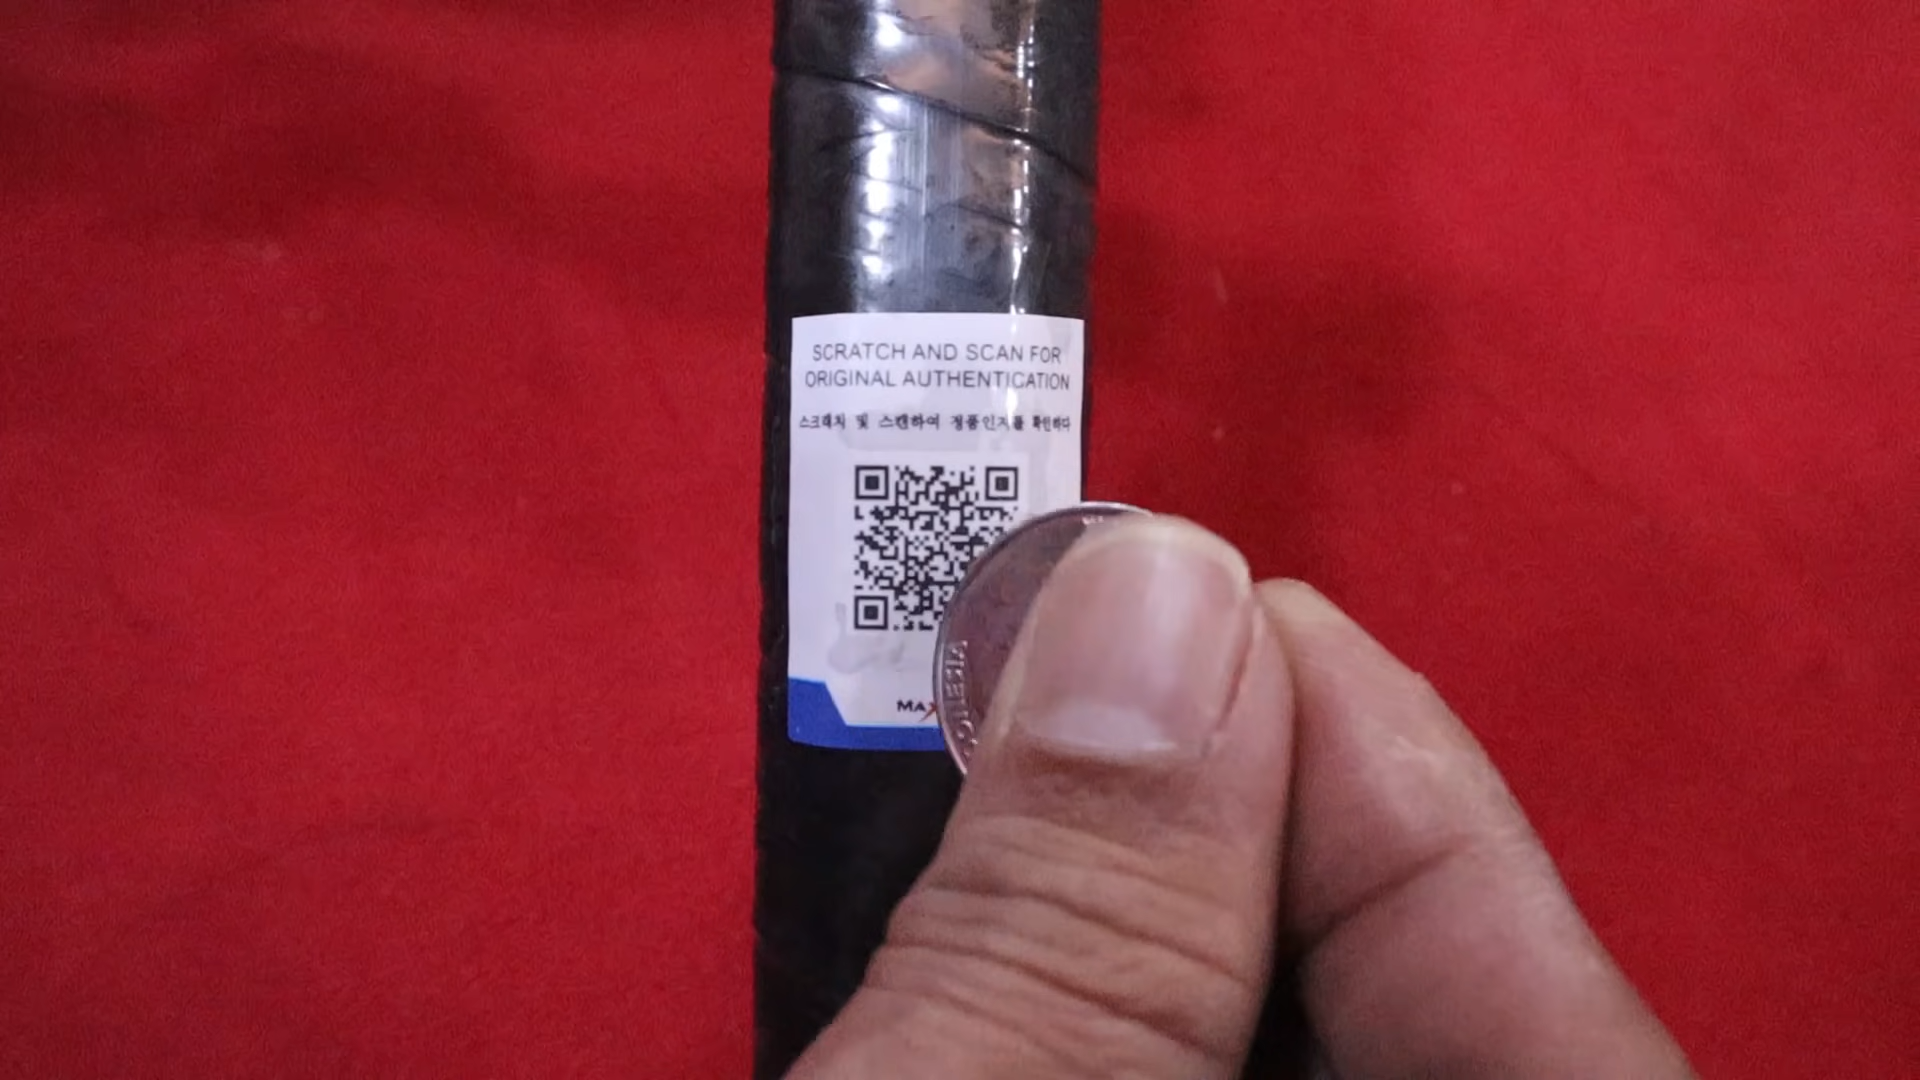 SCRATCH AND SCAN FOR
ORIGINAL AUTHENTICATION
스크래치 및 스캔하여 정품인지를 확인하다
MAX